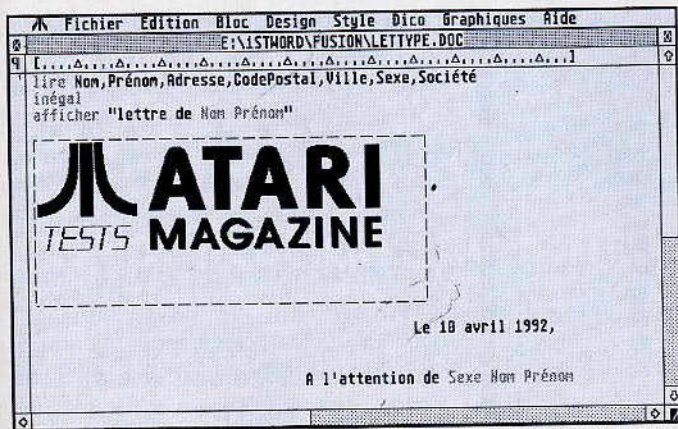 Fichier Edition Bloc Design Style Dico Graphiques Aide
E:\1STWORD\FUSION\LETTYPE.DOC
lire Nom,Prénom,Adresse,CodePostal,Ville,Sexe,Société
inégal
afficher "lettre de Nom Prénom"
ATARI
TESTS MAGAZINE
Le 10 avril 1992,
A l'attention de Sexe Nom Prénom